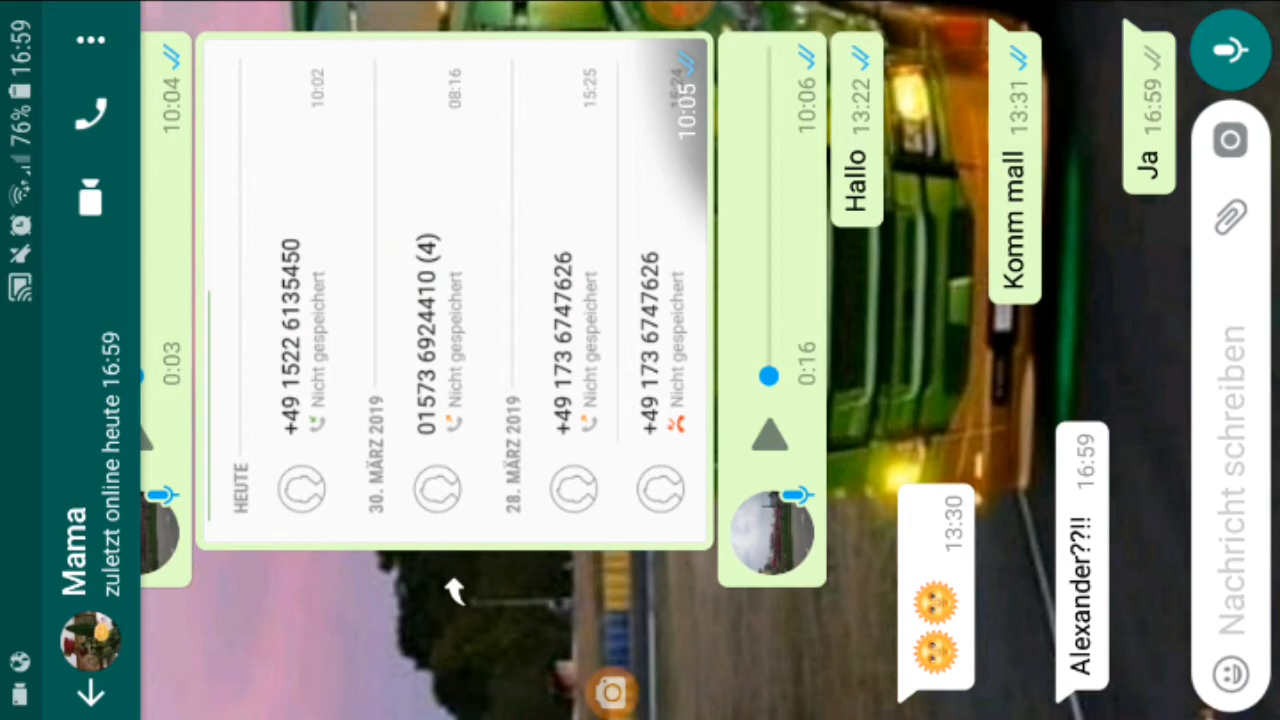 76% 16:59
Mama
zuletzt online heute 16:59
0:03 10:04
HEUTE
+49 1522 6135450
Nicht gespeichert 10:02
30. MÄRZ 2019
01573 6924410 (4)
Nicht gespeichert 08:16
28. MÄRZ 2019
+49 173 6747626
Nicht gespeichert 15:25
+49 173 6747626
Nicht gespeichert 15:24
10:05
0:16 10:06
Hallo 13:22
13:30
Komm mall 13:31
Alexander??!! 16:59
Ja 16:59
Nachricht schreiben